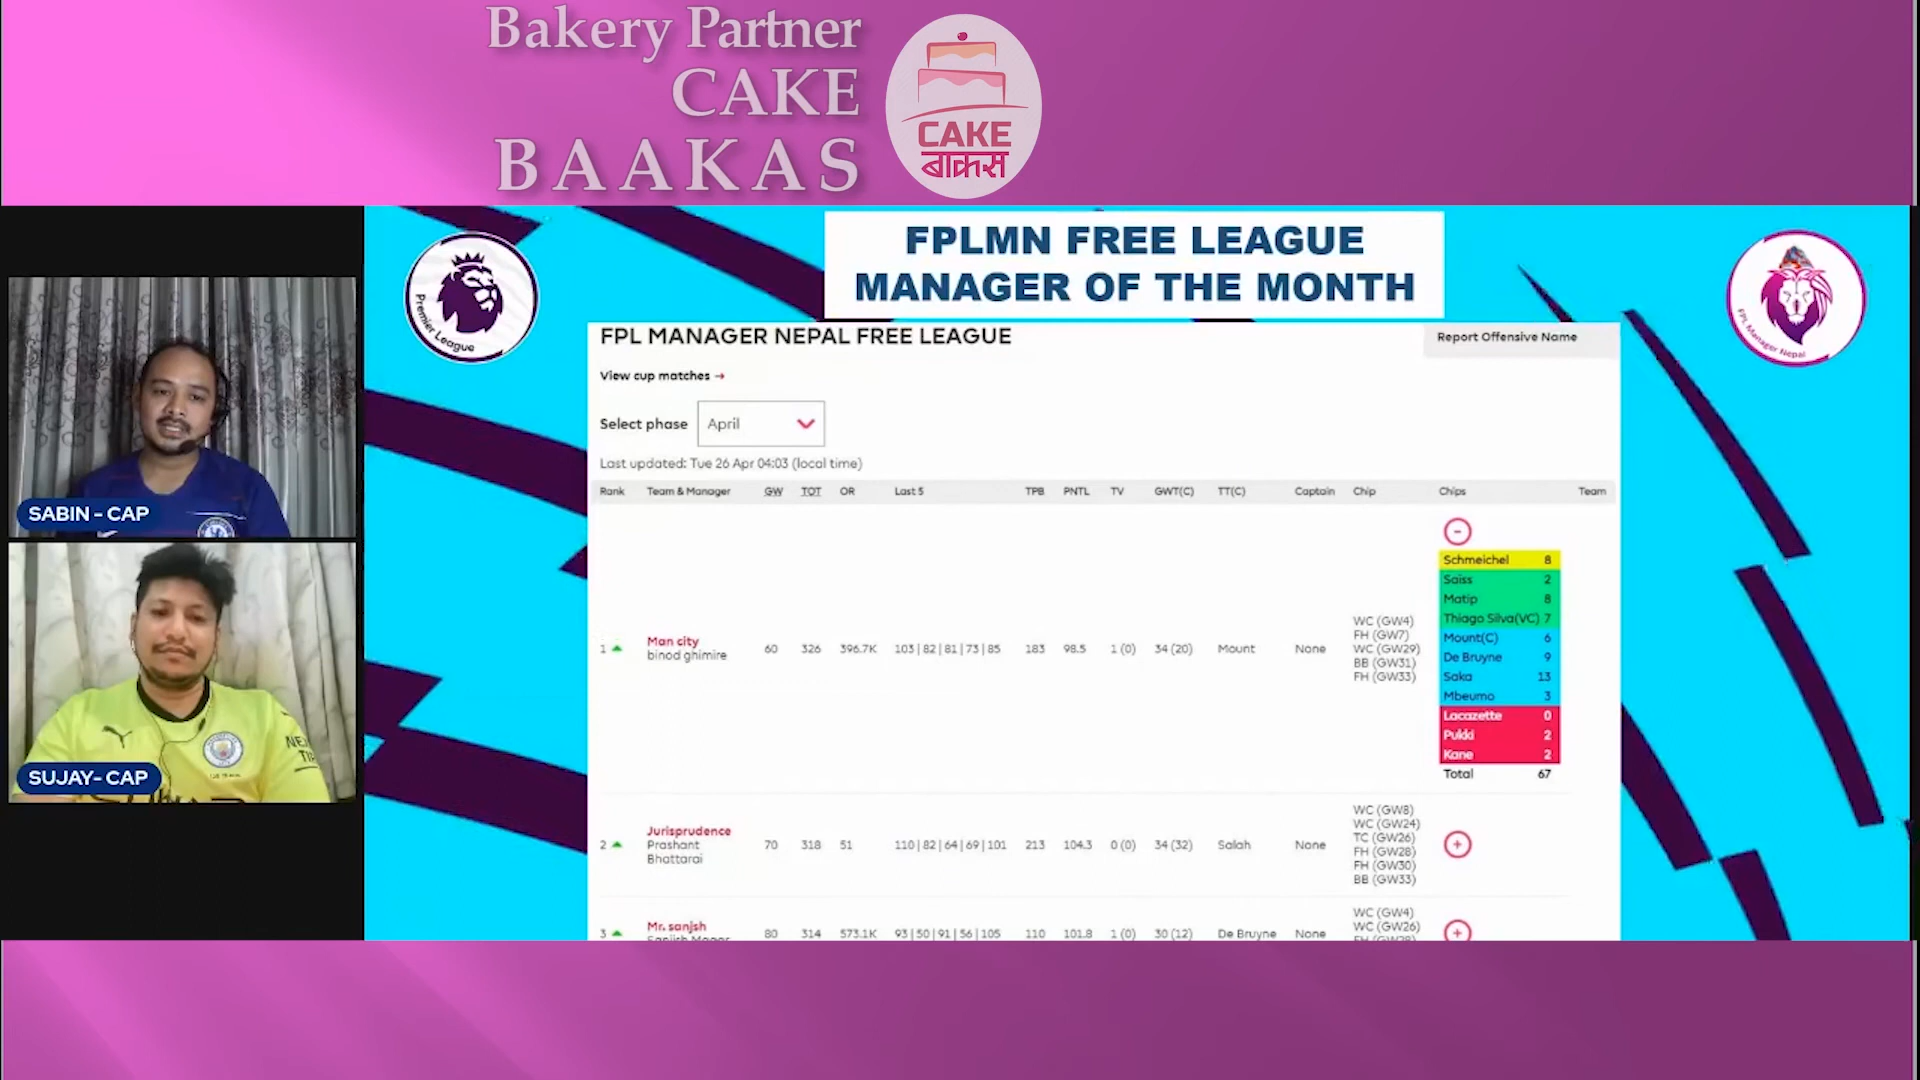 Bakery Partner
CAKE
BAAKAS
CAKE
बाकस
FPLMN FREE LEAGUE
MANAGER OF THE MONTH
Premier League
FPL Manager Nepal
FPL MANAGER NEPAL FREE LEAGUE
Report Offensive Name
View cup matches →
Select phase April
Last updated: Tue 26 Apr 04:03 (local time)
Rank Team & Manager GW TOT OR Last 5 TPB PNTL TV GWT(C) TT(C) Captain Chip Chips Team
1 Man city binod ghimire 60 326 396.7K 103 | 82 | 81 | 73 | 85 183 98.5 1 (0) 34 (20) Mount None
WC (GW4)
FH (GW7)
WC (GW29)
BB (GW31)
FH (GW33)
Schmeichel 8
Saiss 2
Matip 8
Thiago Silva(VC) 7
Mount(C) 6
De Bruyne 9
Saka 13
Mbeumo 3
Lacazette 0
Pukki 2
Kane 2
Total 67
2 Jurisprudence Prashant Bhattarai 70 318 51 110 | 82 | 64 | 69 | 101 213 104.3 0 (0) 34 (32) Salah None
WC (GW8)
WC (GW24)
TC (GW26)
FH (GW28)
FH (GW30)
BB (GW33)
3 Mr. sanjsh 80 314 573.1K 93 | 50 | 91 | 56 | 105 110 101.8 1 (0) 30 (12) De Bruyne None
WC (GW4)
WC (GW26)
SABIN - CAP
SUJAY- CAP